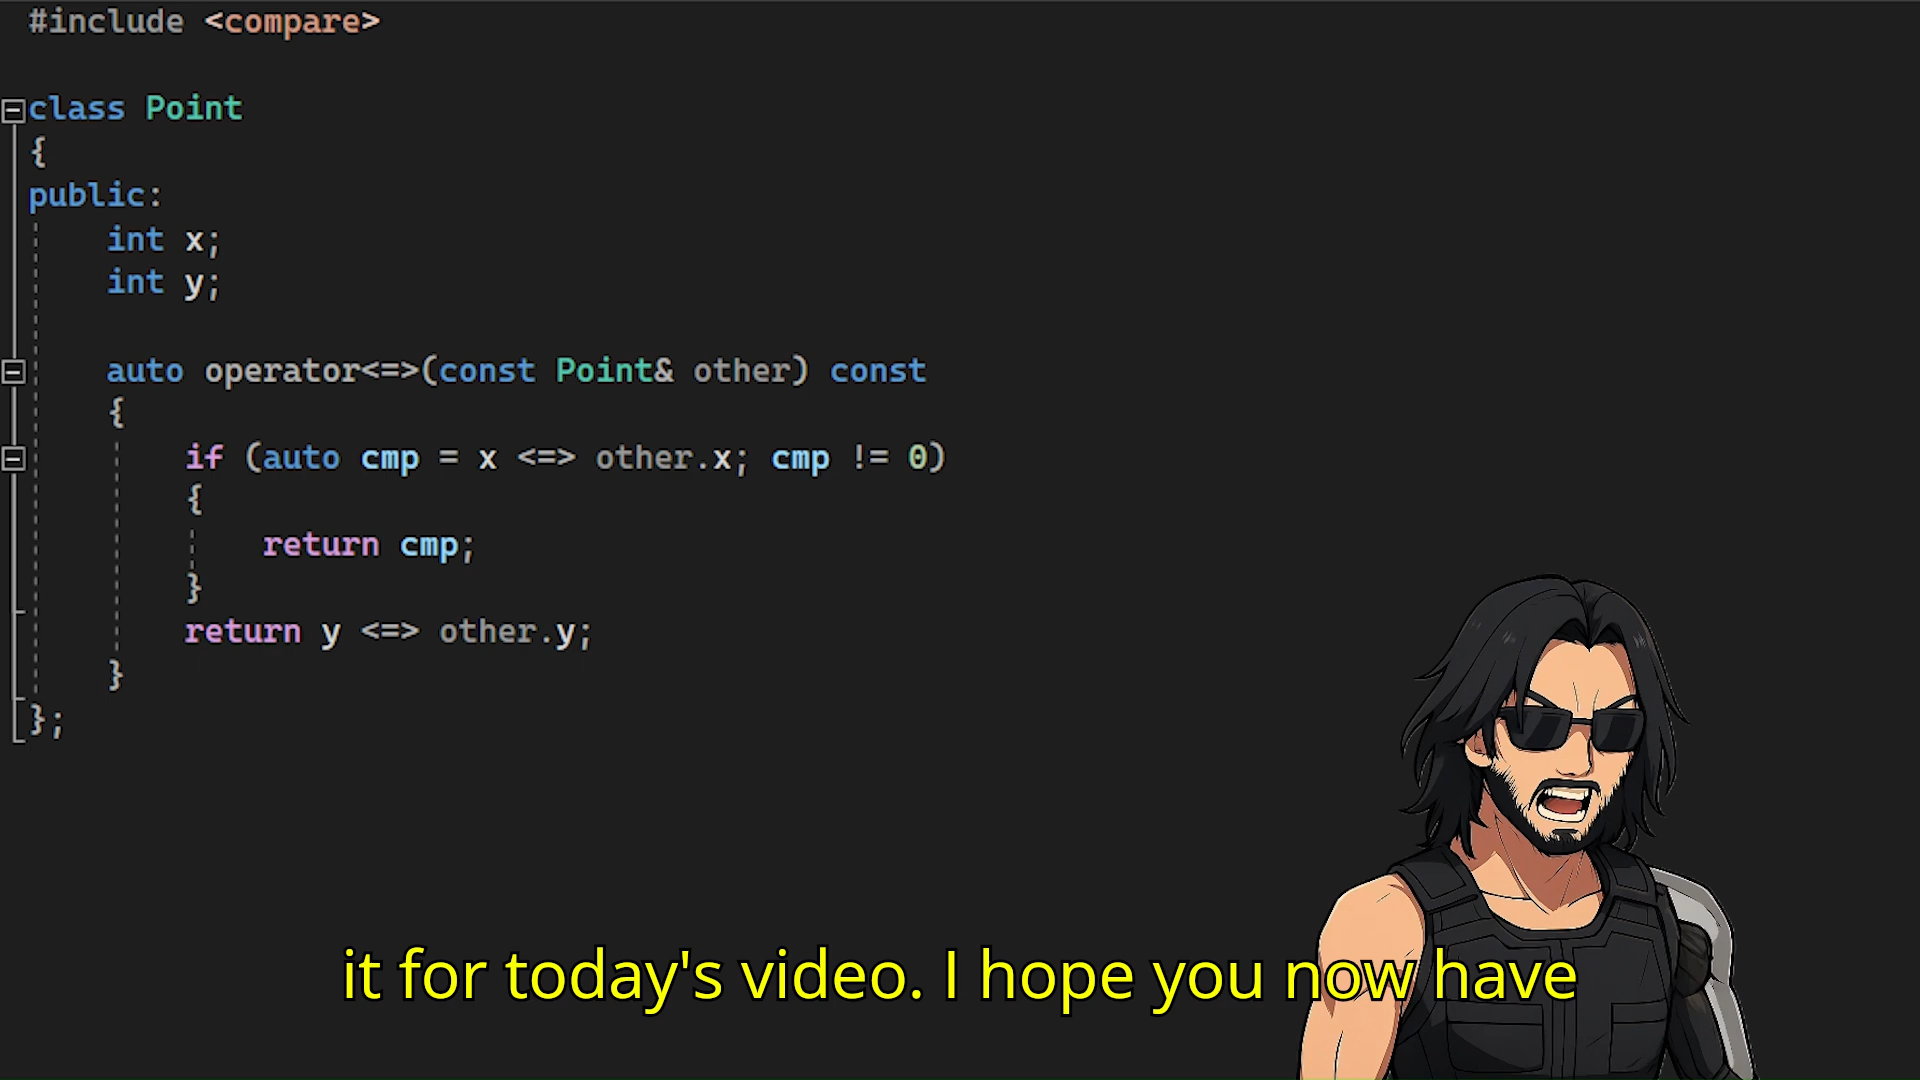 #include <compare>
class Point
{
public:
    int x;
    int y;
    auto operator<=>(const Point& other) const
    {
        if (auto cmp = x <=> other.x; cmp != 0)
        {
            return cmp;
        }
        return y <=> other.y;
    }
};
it for today's video. I hope you now have